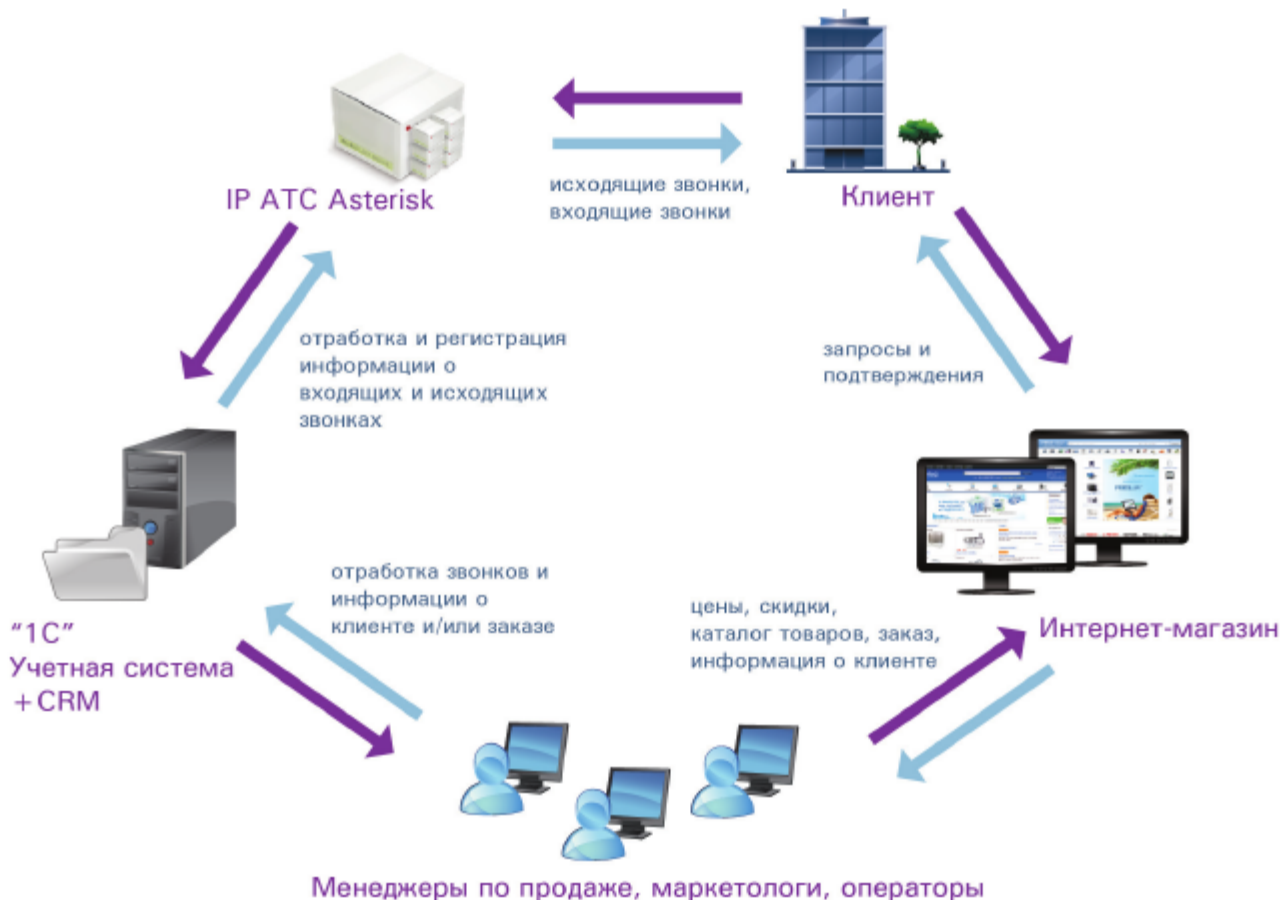 IP АТС Asterisk
исходящие звонки,
входящие звонки
Клиент
отработка и регистрация
информации о
входящих и исходящих
звонках
запросы и
подтверждения
"1С"
Учетная система
+CRM
отработка звонков и
информации о
клиенте и/или заказе
цены, скидки,
каталог товаров, заказ,
информация о клиенте
Интернет-магазин
Менеджеры по продаже, маркетологи, операторы